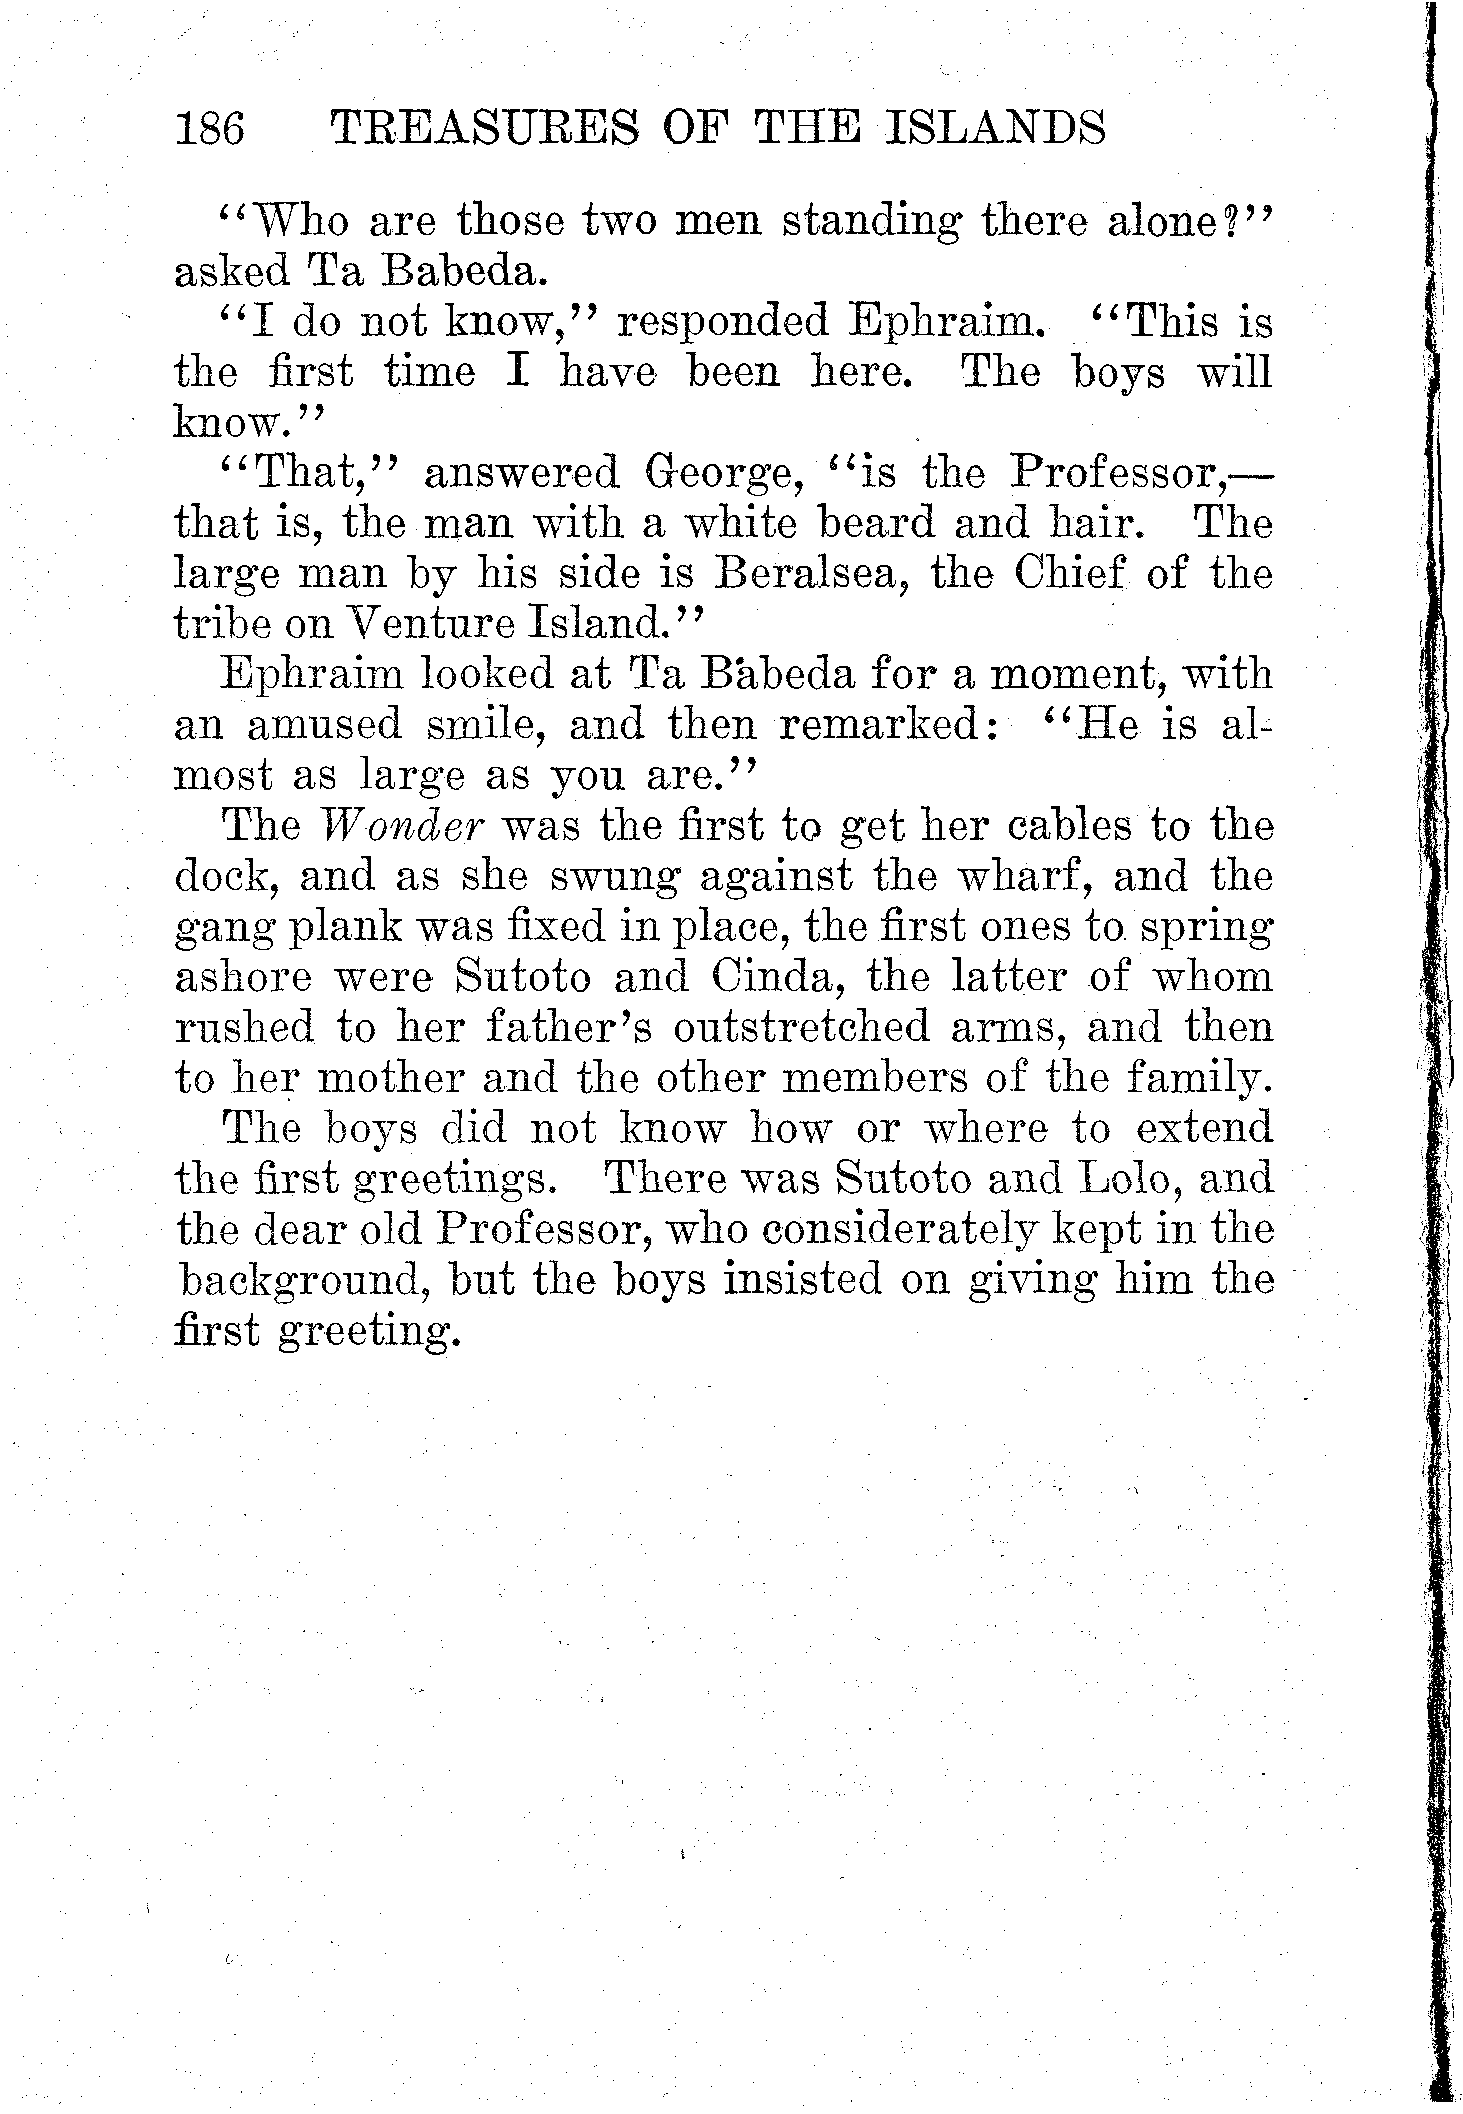 186 TREASURES OF THE ISLANDS
"Who are those two men standing there alone?"
asked Ta Babeda.
"I do not know," responded Ephraim. "This is
the first time I have been here. The boys will
know."
"That," answered George, "is the Professor,—
that is, the man with a white beard and hair. The
large man by his side is Beralsea, the Chief of the
tribe on Venture Island."
Ephraim looked at Ta Babeda for a moment, with
an amused smile, and then remarked: "He is al-
most as large as you are."
The Wonder was the first to get her cables to the
dock, and as she swung against the wharf, and the
gang plank was fixed in place, the first ones to spring
ashore were Sutoto and Cinda, the latter of whom
rushed to her father's outstretched arms, and then
to her mother and the other members of the family.
The boys did not know how or where to extend
the first greetings. There was Sutoto and Lolo, and
the dear old Professor, who considerately kept in the
background, but the boys insisted on giving him the
first greeting.